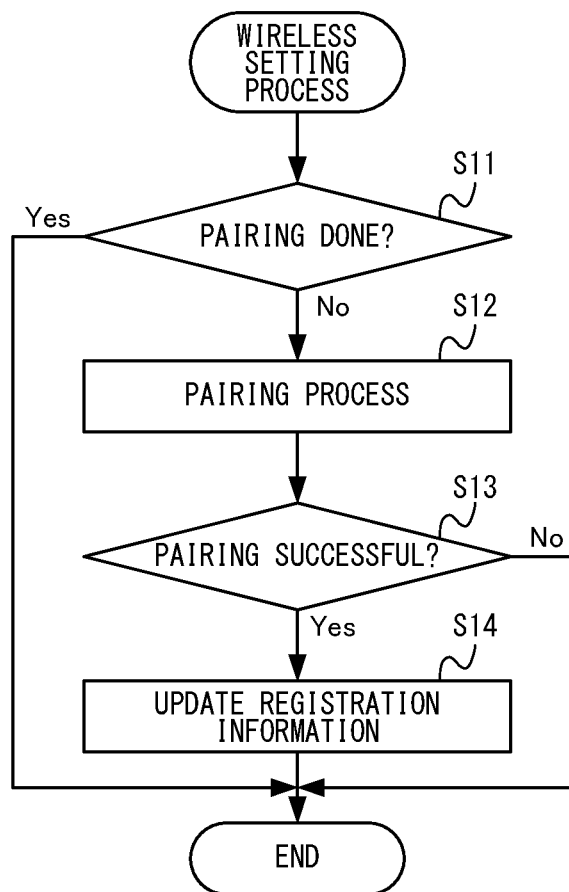 WIRELESS
SETTING
PROCESS
S11
Yes
PAIRING DONE?
No
S12
PAIRING PROCESS
S13
No
PAIRING SUCCESSFUL?
Yes
S14
UPDATE REGISTRATION
INFORMATION
END